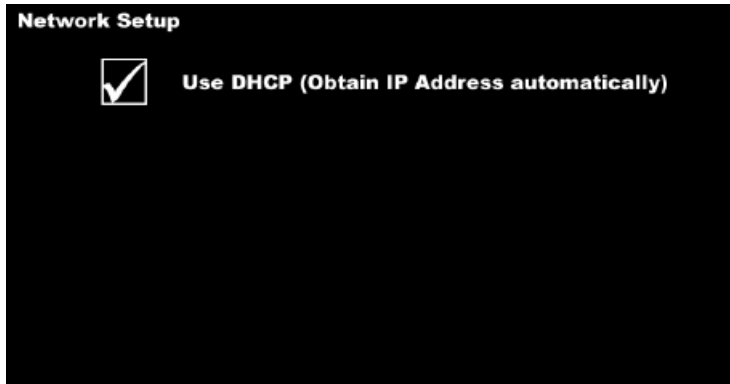 Network Setup
Use DHCP (Obtain IP Address automatically)